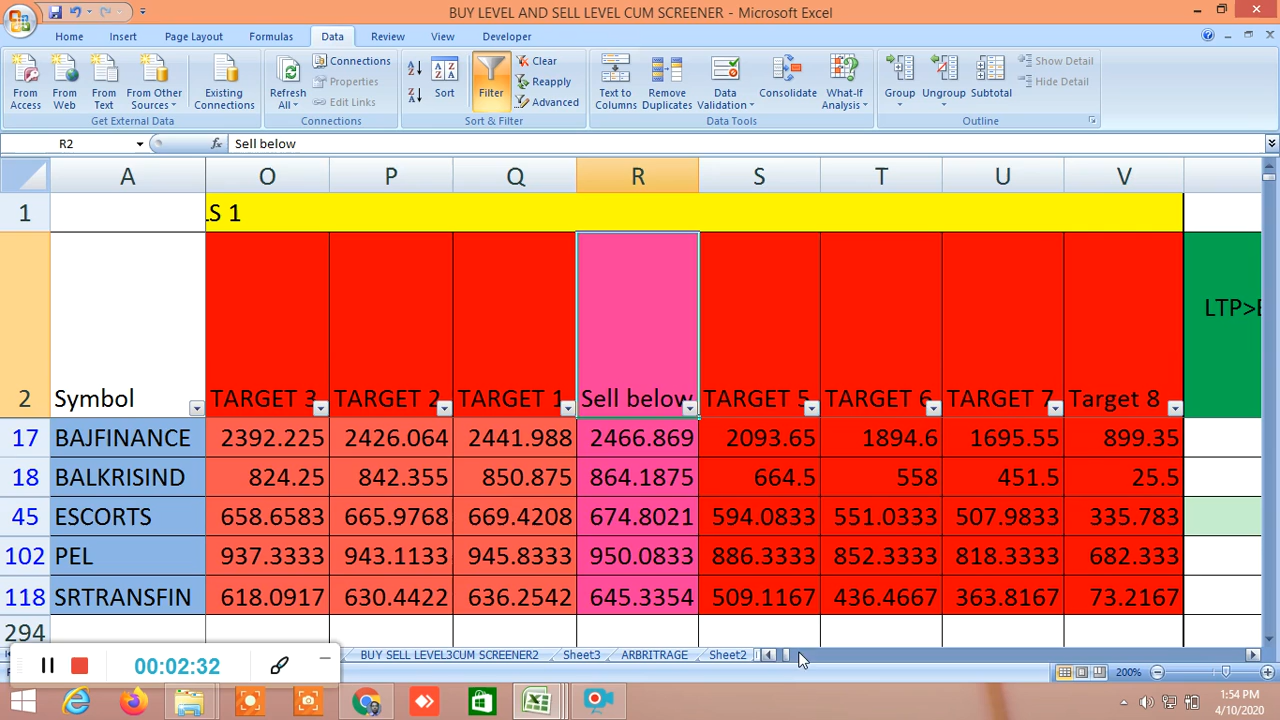 BUY LEVEL AND SELL LEVEL CUM SCREENER - Microsoft Excel
Home Insert Page Layout Formulas Data Review View Developer
From Access
From Web
From Text
From Other Sources
Existing Connections
Get External Data
Refresh All
Connections
Properties
Edit Links
Connections
Sort
Filter
Clear
Reapply
Advanced
Sort & Filter
Text to Columns
Remove Duplicates
Data Validation
Consolidate
What-If Analysis
Data Tools
Group
Ungroup
Subtotal
Show Detail
Hide Detail
Outline
R2 fx Sell below
A O P Q R S T U V
1 LS 1
LTP>
2 Symbol TARGET 3 TARGET 2 TARGET 1 Sell below TARGET 5 TARGET 6 TARGET 7 Target 8
17 BAJFINANCE 2392.225 2426.064 2441.988 2466.869 2093.65 1894.6 1695.55 899.35
18 BALKRISIND 824.25 842.355 850.875 864.1875 664.5 558 451.5 25.5
45 ESCORTS 658.6583 665.9768 669.4208 674.8021 594.0833 551.0333 507.9833 335.783
102 PEL 937.3333 943.1133 945.8333 950.0833 886.3333 852.3333 818.3333 682.333
118 SRTRANSFIN 618.0917 630.4422 636.2542 645.3354 509.1167 436.4667 363.8167 73.2167
294
BUY SELL LEVEL3CUM SCREENER2 Sheet3 ARBRITRAGE Sheet2
00:02:32
200%
1:54 PM
4/10/2020